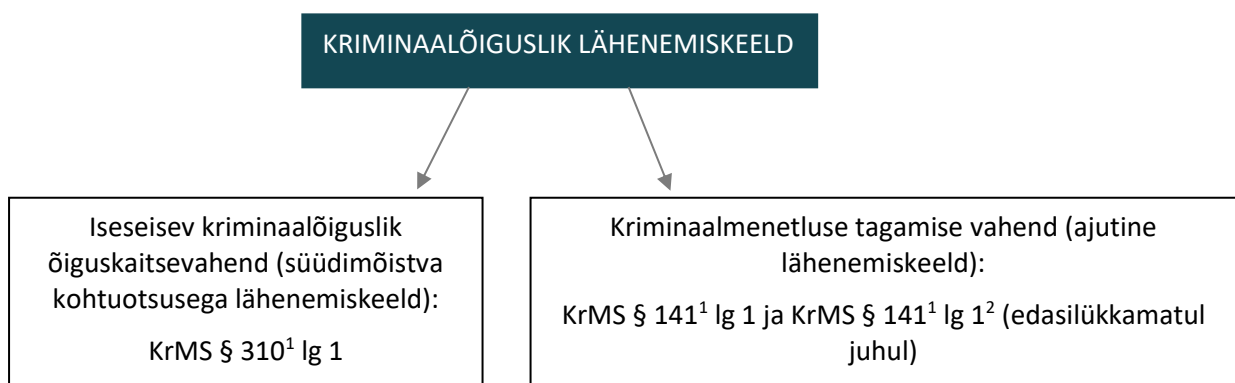 KRIMINAALÕIGUSLIK LÄHENEMISKEELD
Iseseisev kriminaalõiguslik
õiguskaitsevahend (süüdimõistva
kohtuotsusega lähenemiskeeld):
KrMS § 310¹ lg 1
Kriminaalmenetluse tagamise vahend (ajutine
lähenemiskeeld):
KrMS § 141¹ lg 1 ja KrMS § 141¹ lg 1² (edasilükkamatul
juhul)